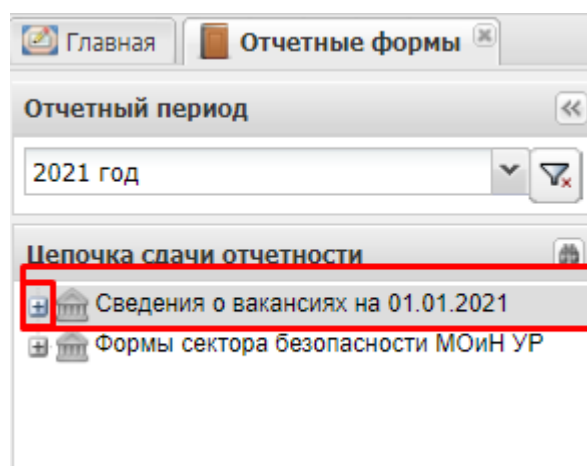 Главная Отчетные формы
Отчетный период
2021 год
Цепочка сдачи отчетности
Сведения о вакансиях на 01.01.2021
Формы сектора безопасности МОиН УР